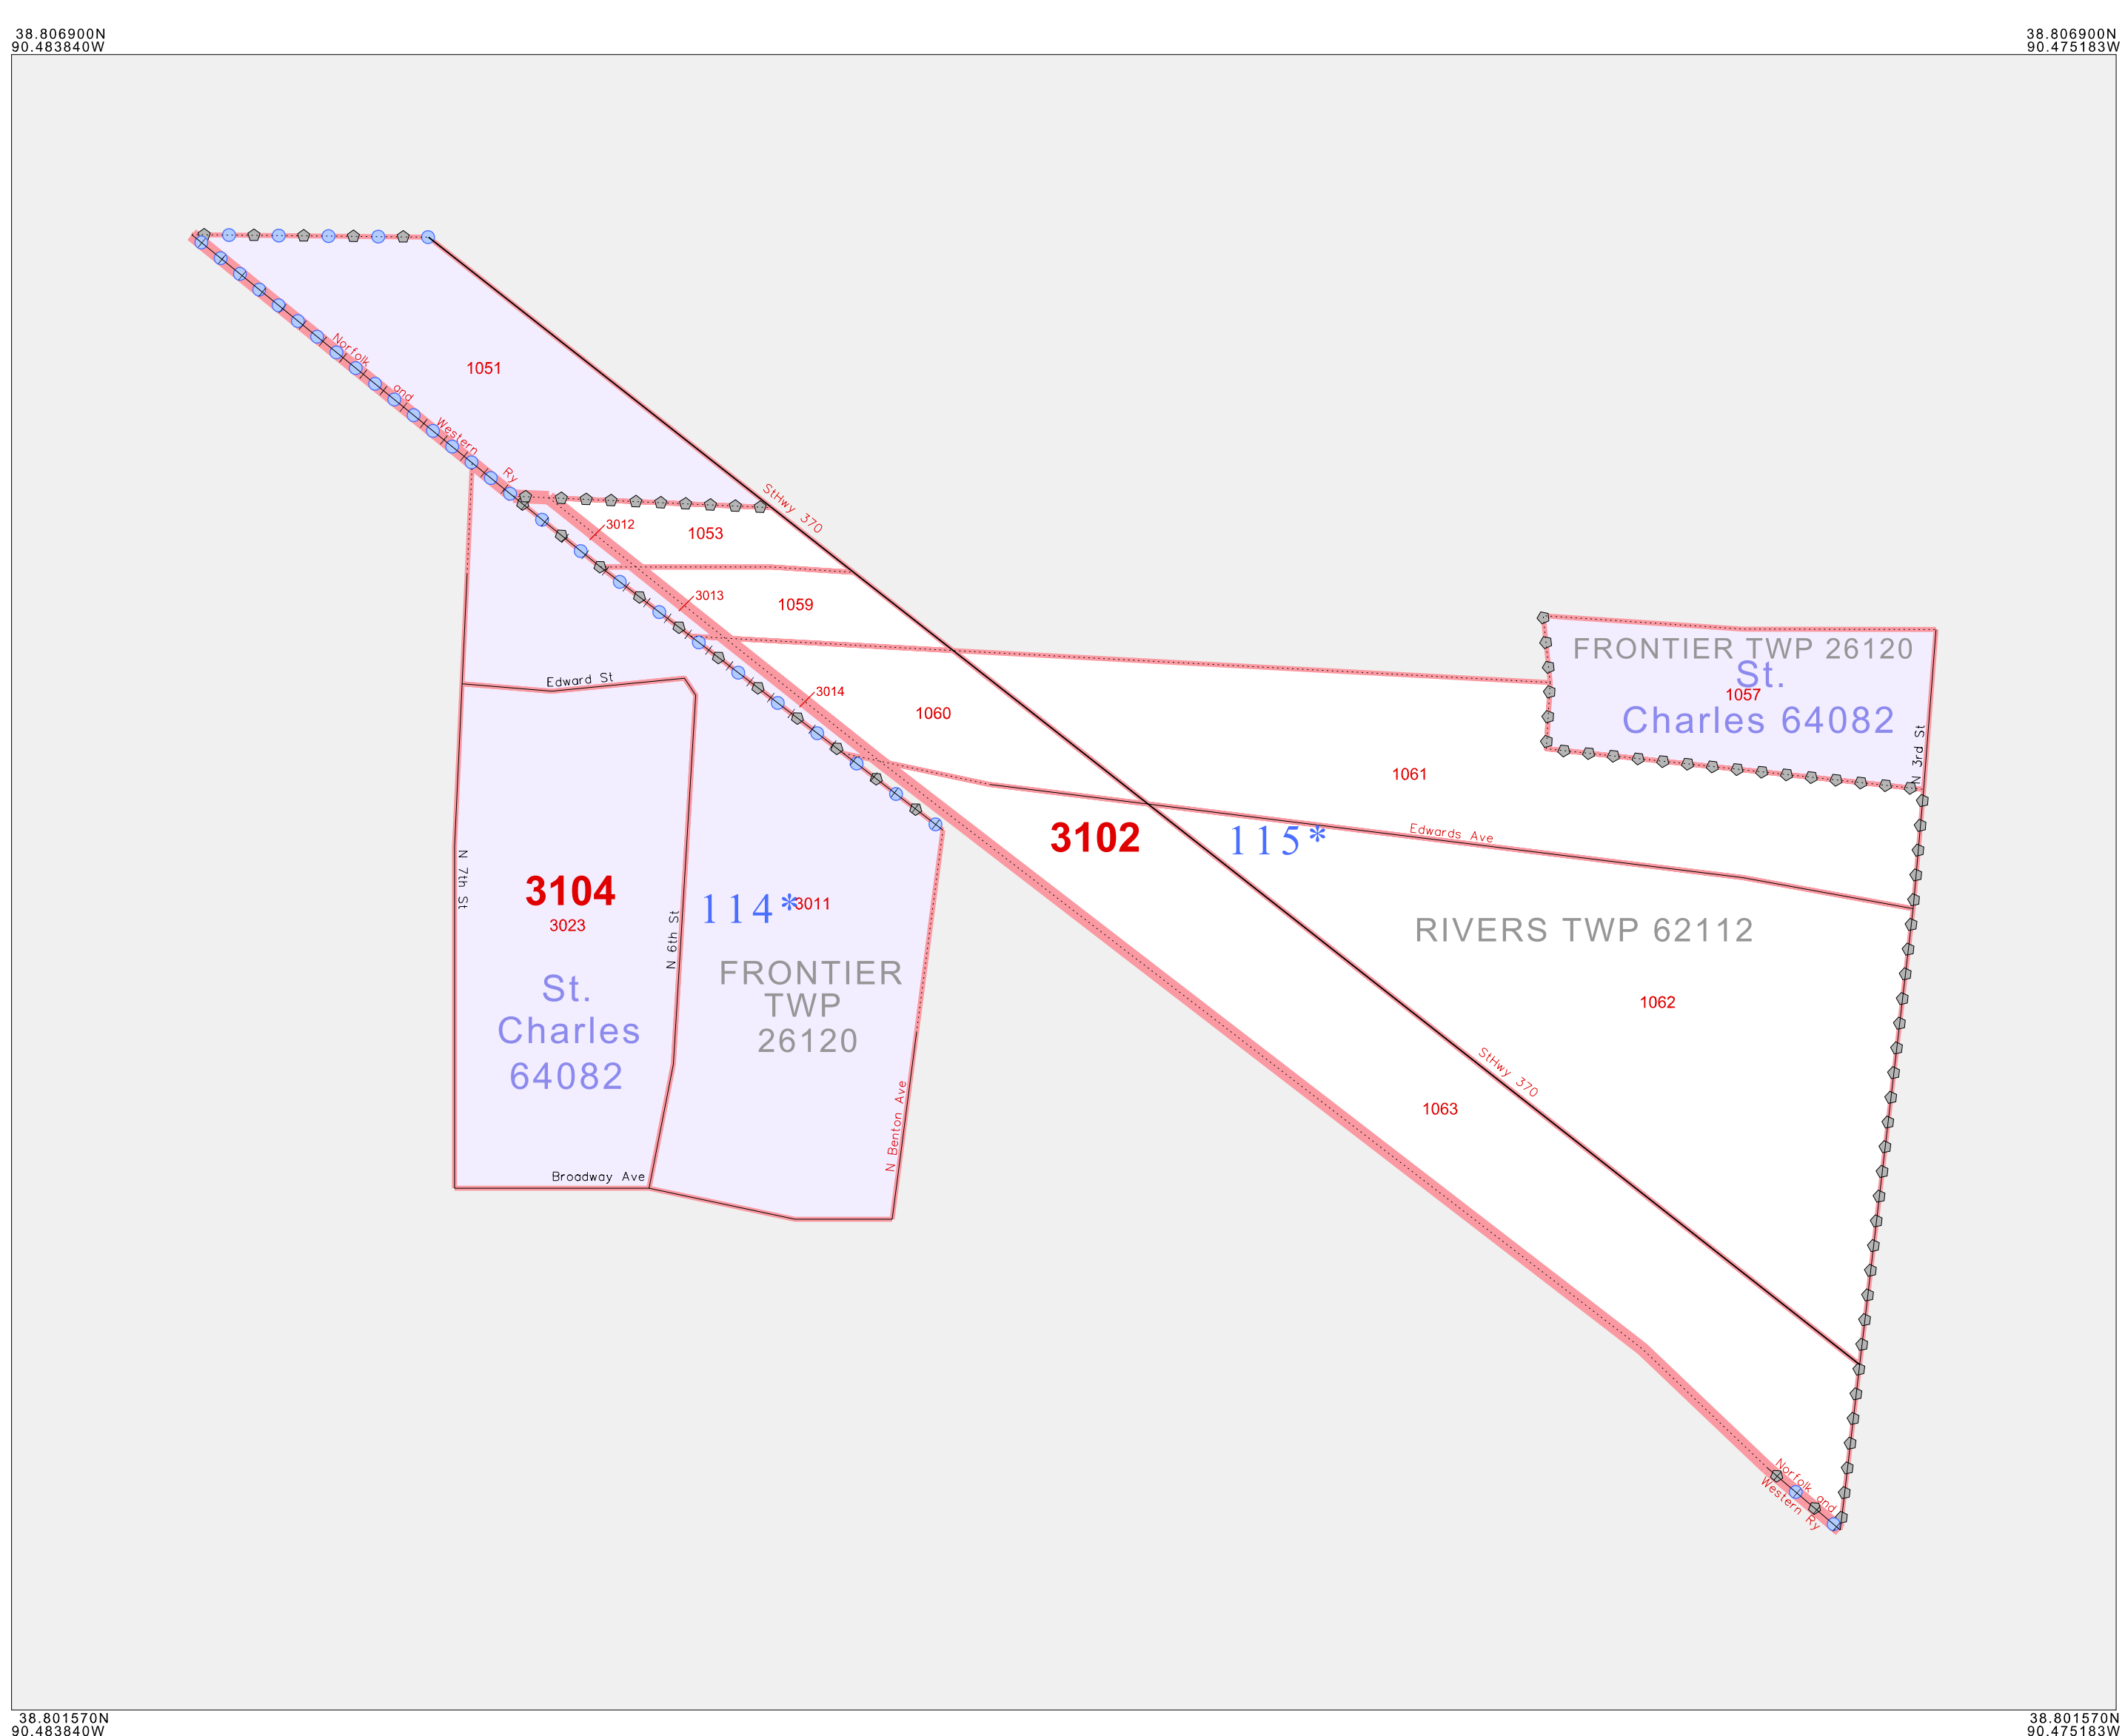 38.806900N
90.483840W
38.806900N
90.475183W
1051
Norfolk and Western Ry
StHwy 370
3012
1053
3013
1059
FRONTIER TWP 26120
St.
1057
Charles 64082
Edward St
3014
1060
N 3rd St
1061
3102
115*
Edwards Ave
N 7th St
3104
114*
3011
3023
N 6th St
RIVERS TWP 62112
FRONTIER
TWP
26120
St.
Charles
64082
1062
StHwy 370
N Benton Ave
1063
Broadway Ave
Norfolk and
Western Ry
38.801570N
90.483840W
38.801570N
90.475183W